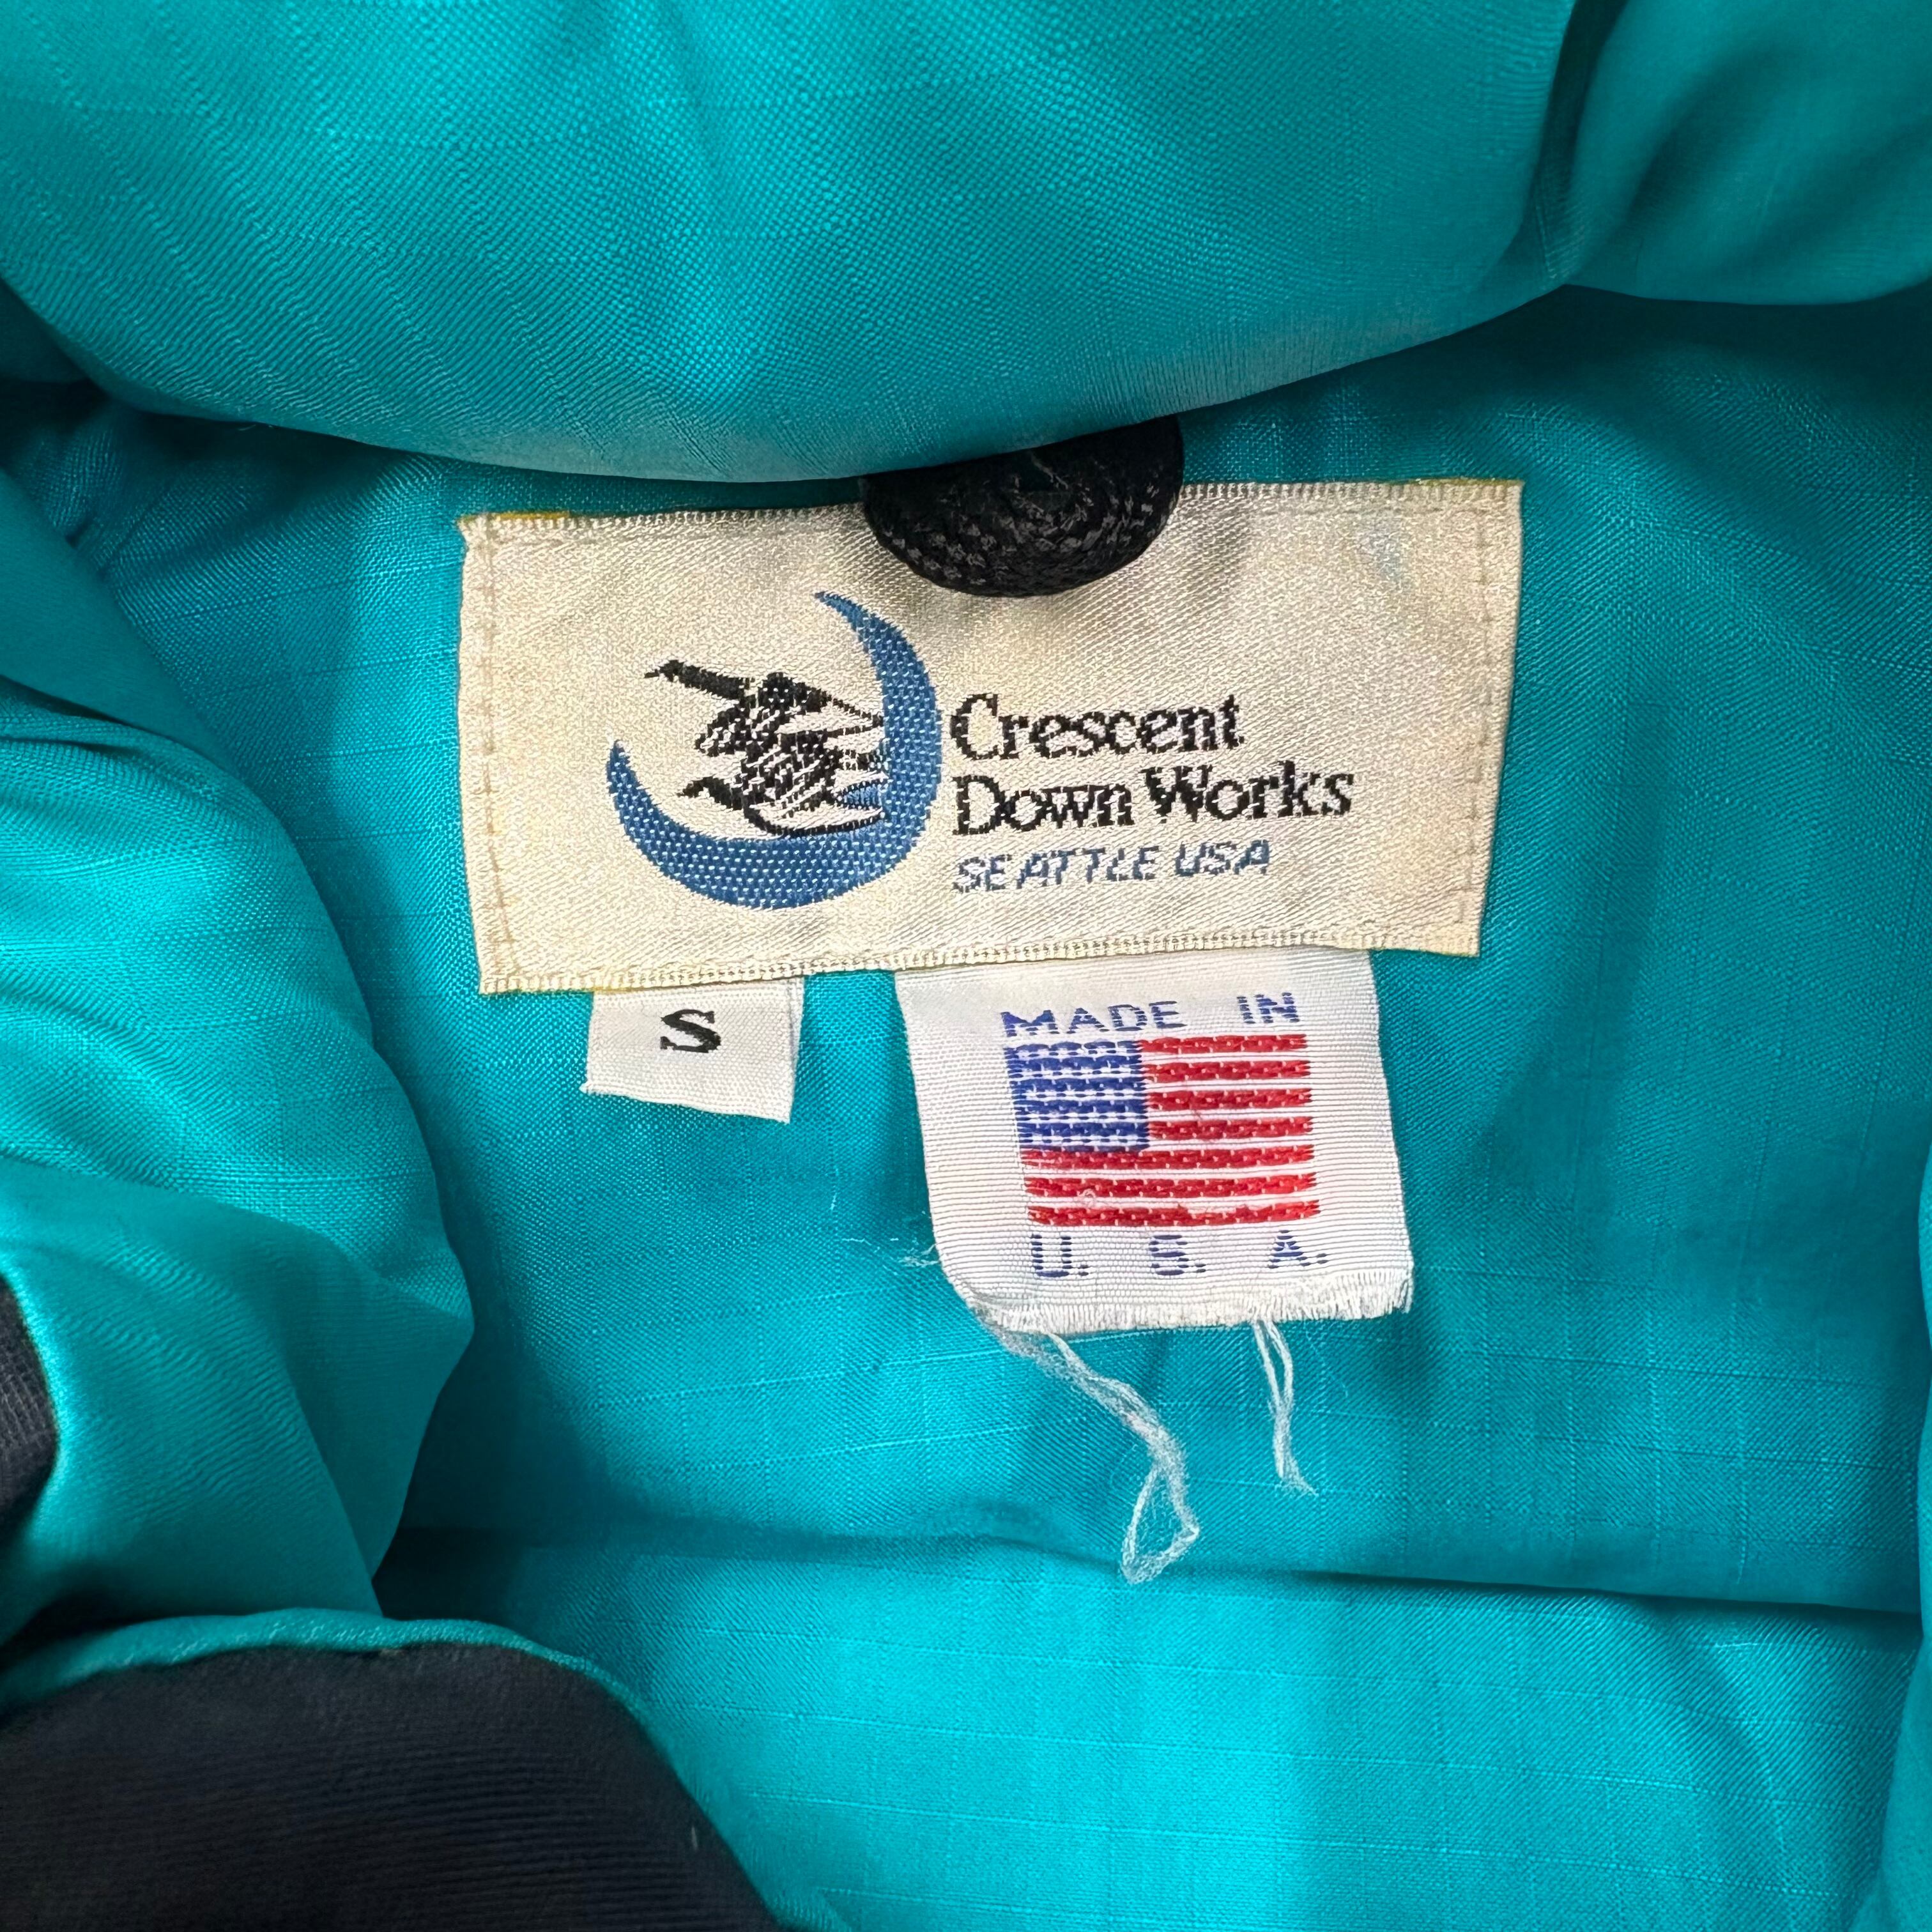 Crescent
Down Works
SEATTLE USA
S
MADE IN
U. S. A.